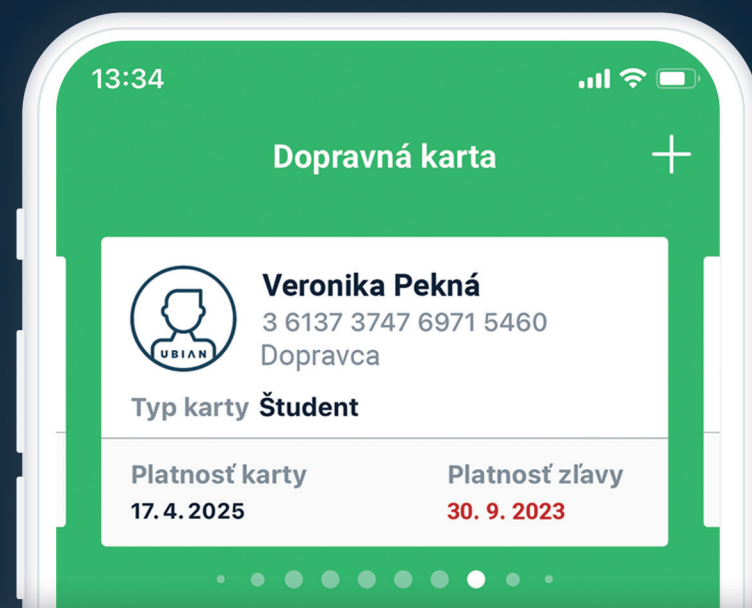 13:34
Dopravná karta
Veronika Pekná
3 6137 3747 6971 5460
UBIAN
Dopravca
Typ karty Študent
Platnosť karty
Platnosť zľavy
17. 4. 2025
30. 9. 2023